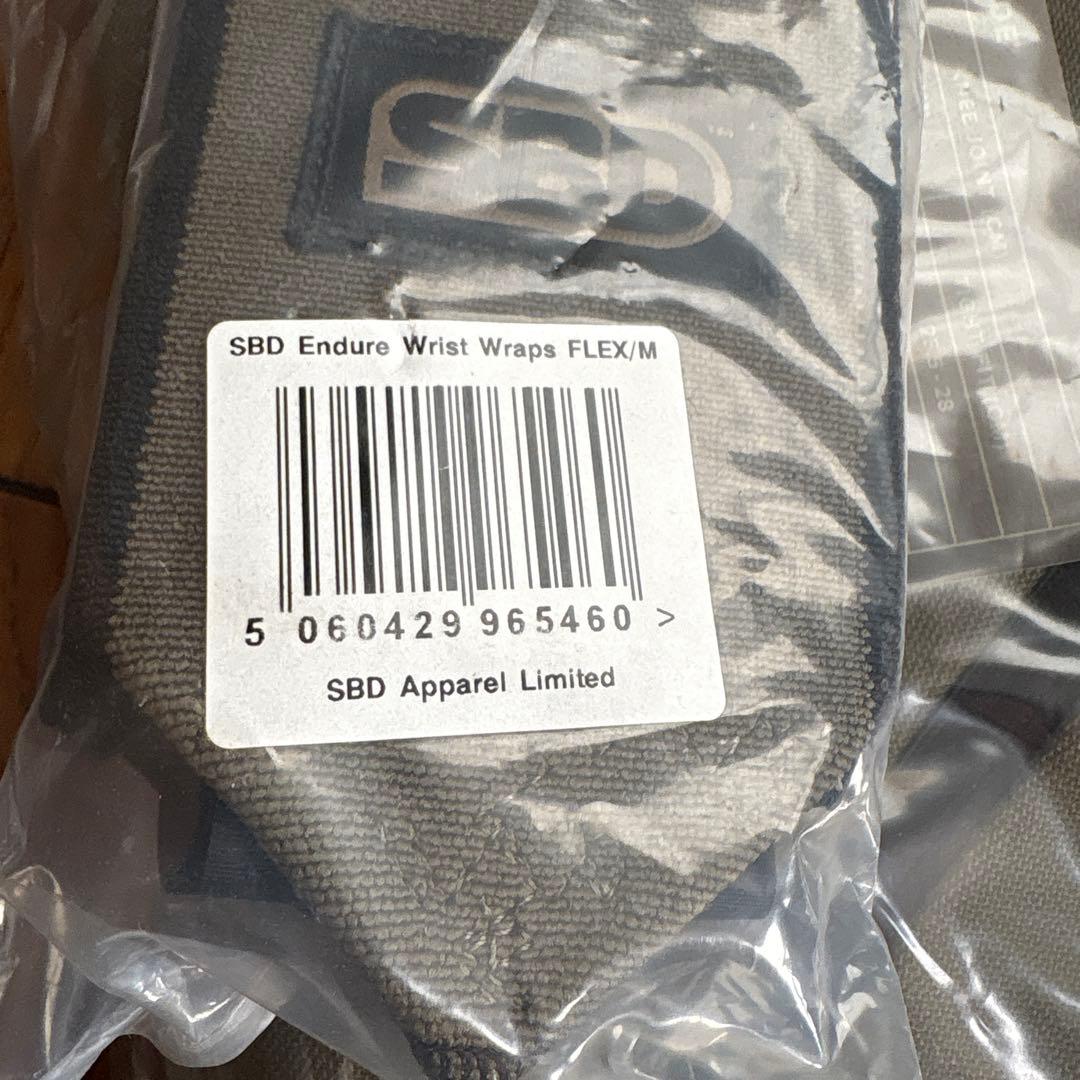 SBD
SBD Endure Wrist Wraps FLEX/M
5 060429 965460 >
SBD Apparel Limited